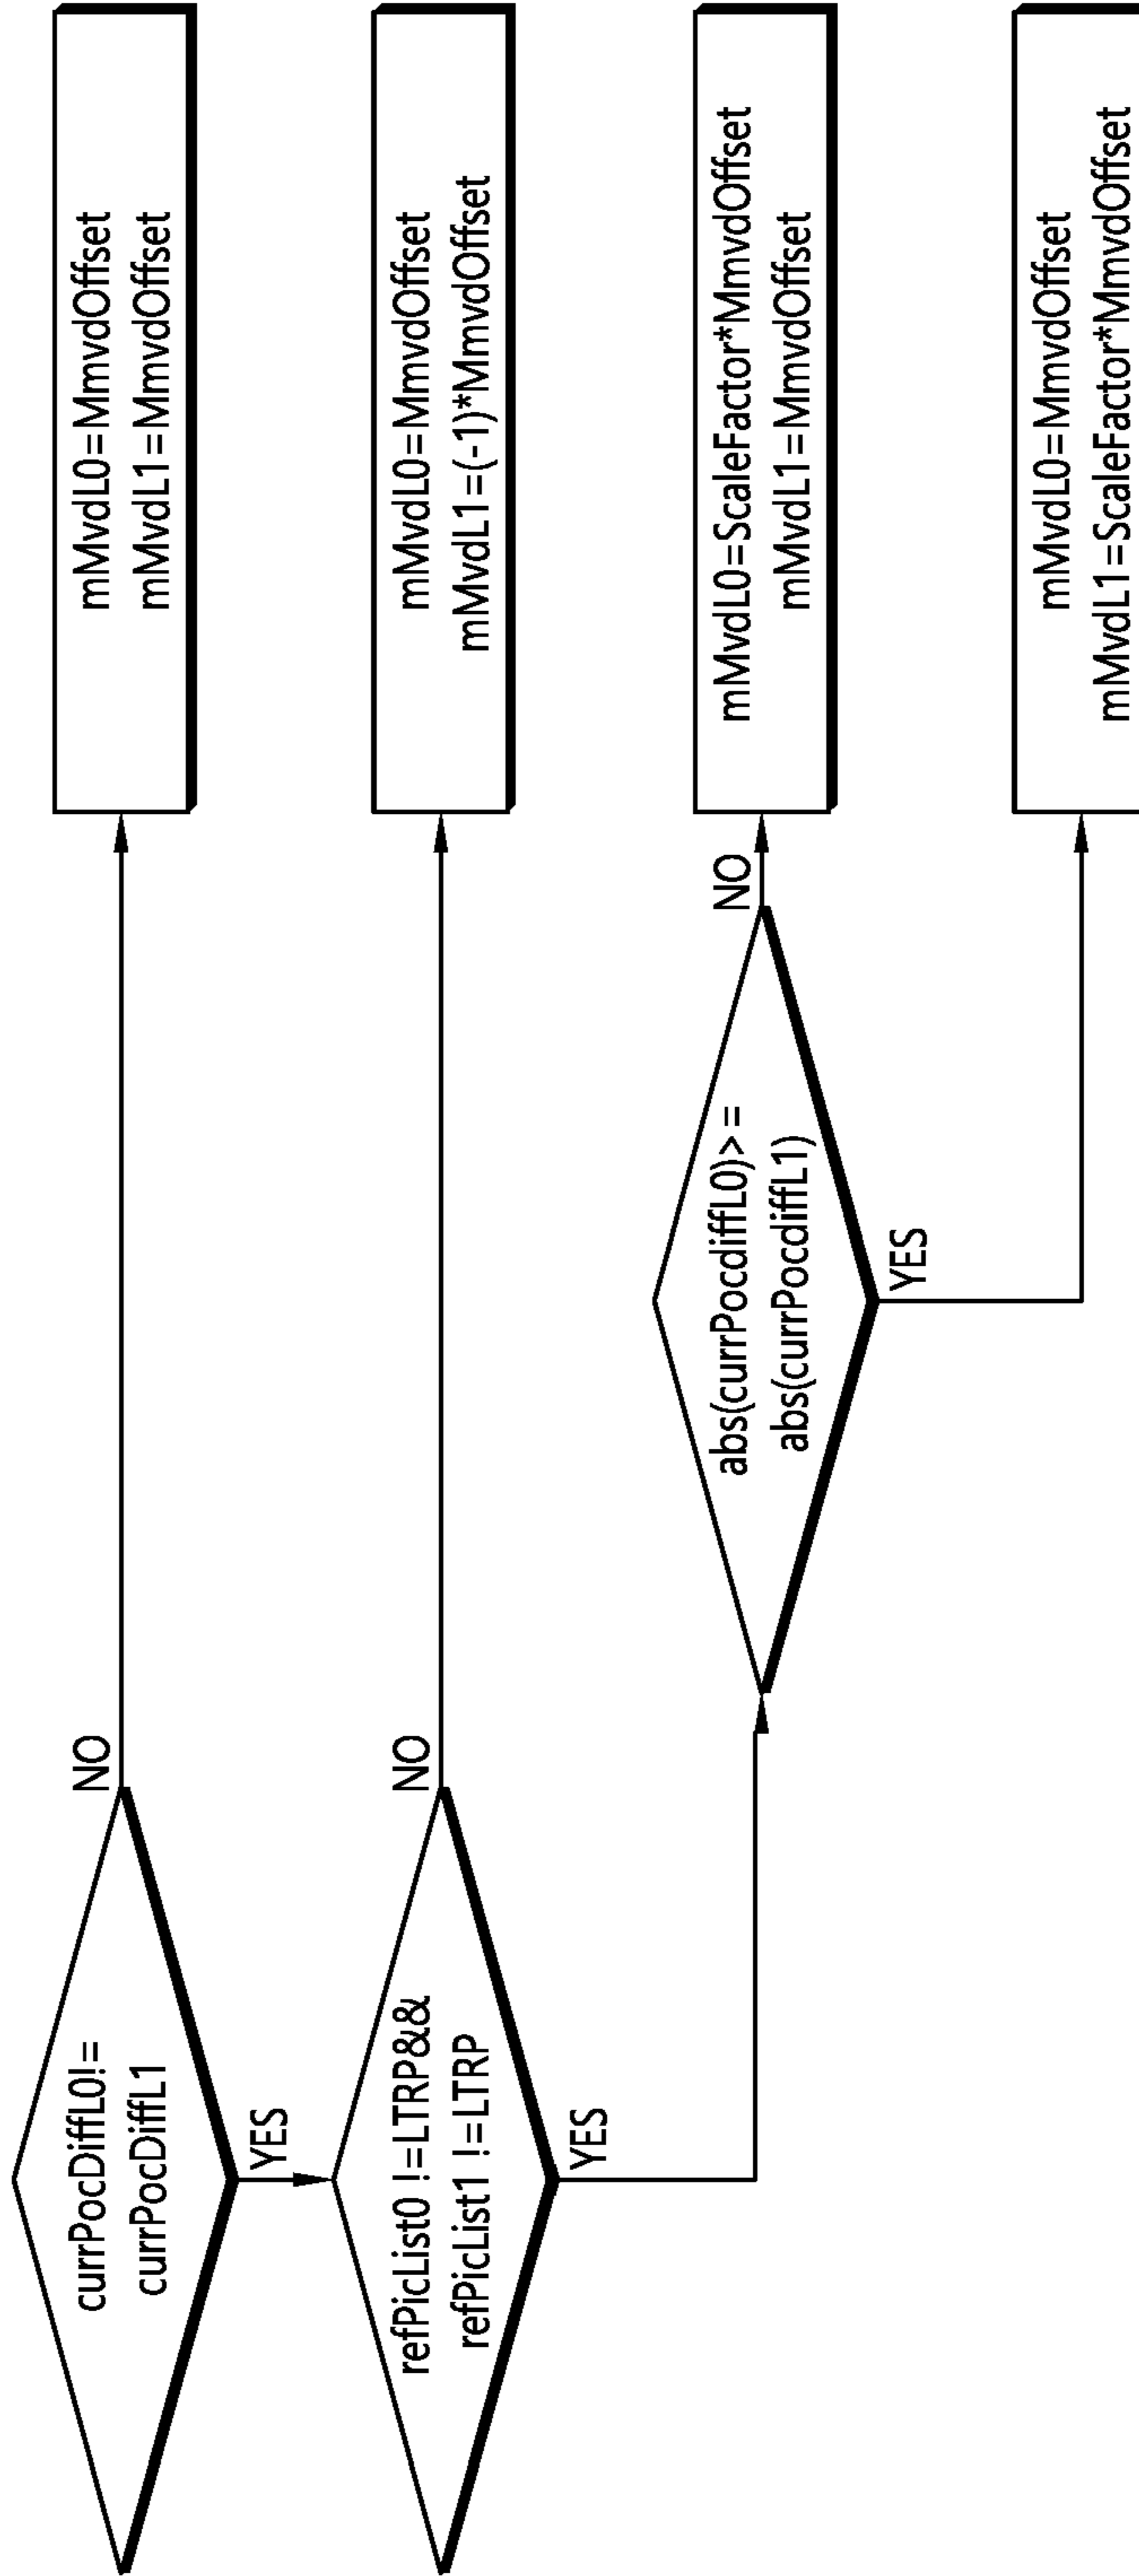 currPocDiffL0!=
currPocDiffL1
NO
mMvdL0=MmvdOffset
mMvdL1=MmvdOffset
YES
refPicList0 !=LTRP&&
refPicList1 !=LTRP
NO
mMvdL0=MmvdOffset
mMvdL1=(-1)*MmvdOffset
YES
abs(currPocdiffL0)>=
abs(currPocdiffL1)
NO
mMvdL0=ScaleFactor*MmvdOffset
mMvdL1=MmvdOffset
YES
mMvdL0=MmvdOffset
mMvdL1=ScaleFactor*MmvdOffset